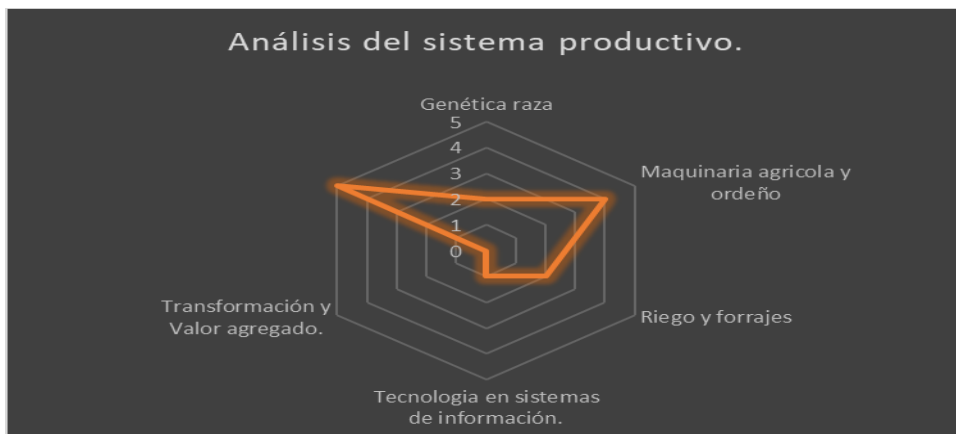 Análisis del sistema productivo.
Genética raza
5
4
3
2
1
0
Maquinaria agricola y
ordeño
Riego y forrajes
Tecnologia en sistemas
de información.
Transformación y
Valor agregado.